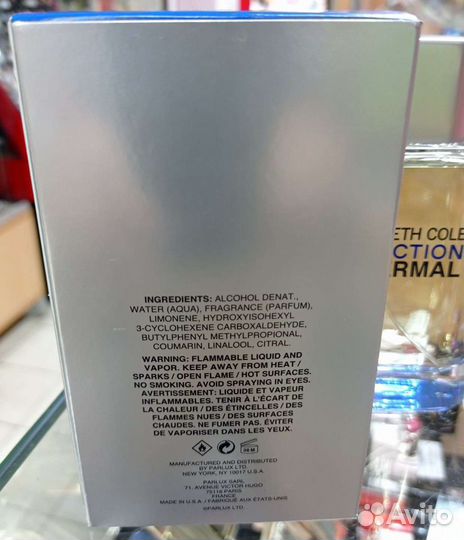 INGREDIENTS: ALCOHOL DENAT.,
WATER (AQUA), FRAGRANCE (PARFUM),
LIMONENE, HYDROXYISOHEXYL
3-CYCLOHEXENE CARBOXALDEHYDE,
BUTYLPHENYL METHYLPROPIONAL,
COUMARIN, LINALOOL, CITRAL.
WARNING: FLAMMABLE LIQUID AND
VAPOR. KEEP AWAY FROM HEAT /
SPARKS / OPEN FLAME / HOT SURFACES.
NO SMOKING. AVOID SPRAYING IN EYES.
AVERTISSEMENT: LIQUIDE ET VAPEUR
INFLAMMABLES. TENIR À L'ÉCART DE
LA CHALEUR / DES ÉTINCELLES / DES
FLAMMES NUES / DES SURFACES
CHAUDES. NE FUMER PAS. ÉVITER
DE VAPORISER DANS LES YEUX.
36 M
MANUFACTURED AND DISTRIBUTED
BY PARLUX LTD.
NEW YORK, NY 10017 U.S.A.
PARLUX SARL
71, AVENUE VICTOR HUGO
75116 PARIS
FRANCE
MADE IN U.S.A. / FABRIQUÉ AUX ÉTATS-UNIS
©PARLUX LTD.
ETH COLE
CTION
ERMAL
Avito